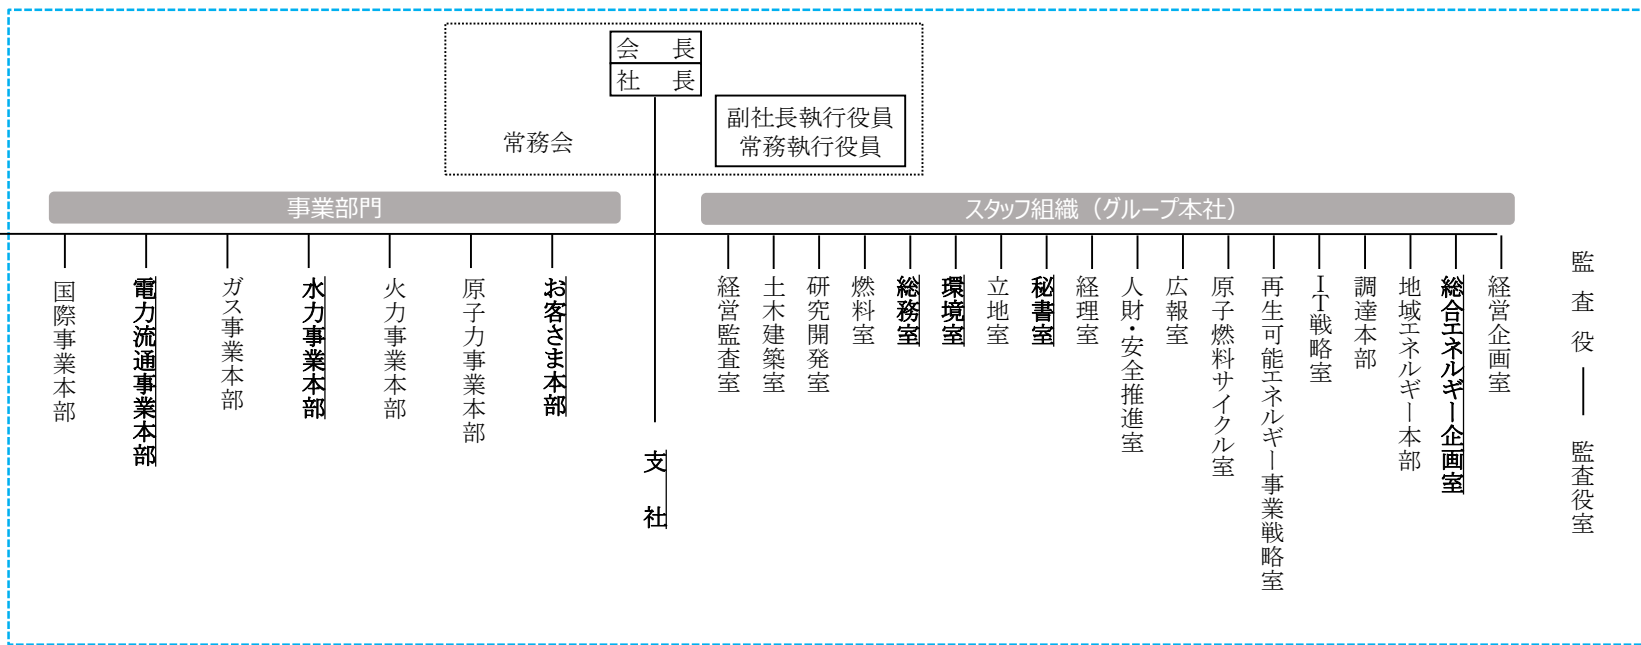 会 長
社 長
副社長執行役員
常務執行役員
常務会
事業部門
スタッフ組織（グループ本社）
国際事業本部
電力流通事業本部
ガス事業本部
水力事業本部
火力事業本部
原子力事業本部
お客さま本部
支 社
経営監査室
土木建築室
研究開発室
燃料室
総務室
環境室
立地室
秘書室
経理室
人財・安全推進室
広報室
原子燃料サイクル室
再生可能エネルギー事業戦略室
IT戦略室
調達本部
地域エネルギー本部
総合エネルギー企画室
経営企画室
監 査 役
監査役室